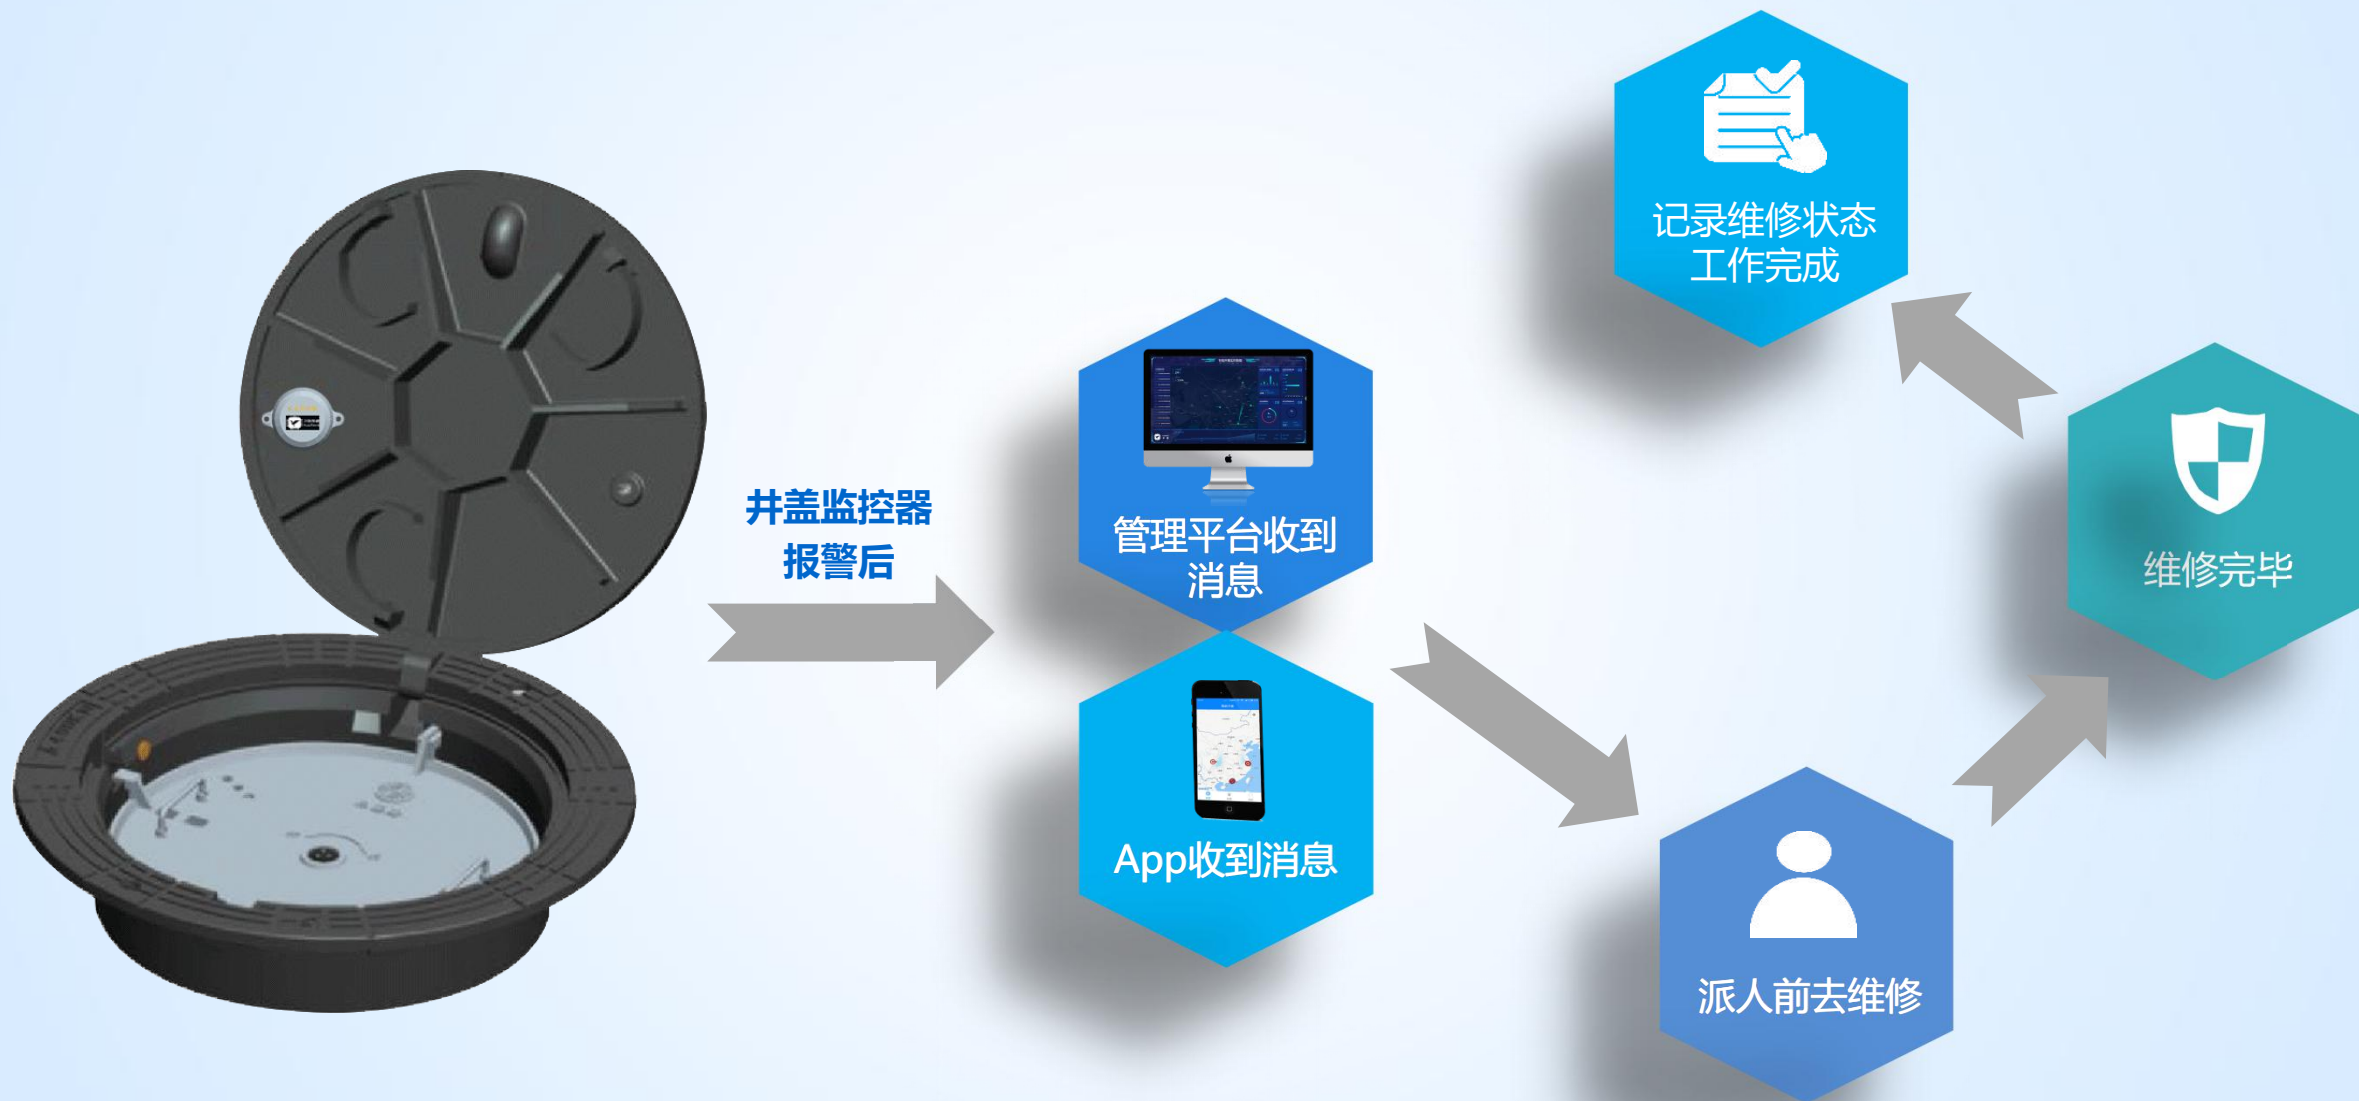 井盖监控器
报警后
管理平台收到
消息
App收到消息
派人前去维修
维修完毕
记录维修状态
工作完成